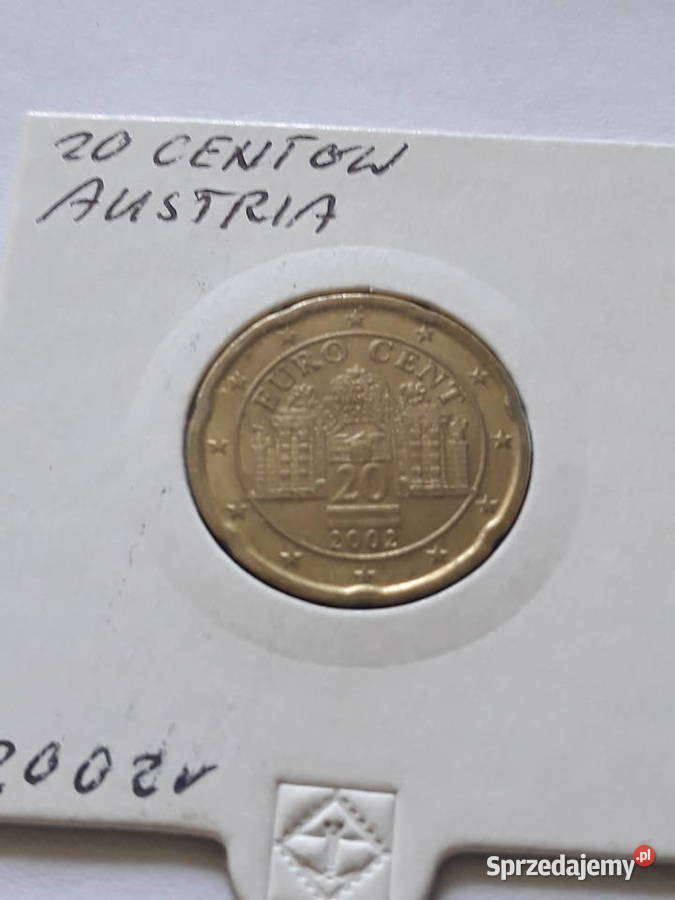 20 CENTOW
AUSTRIA
EURO CENT
20
2002
2002r
Sprzedajemy.pl